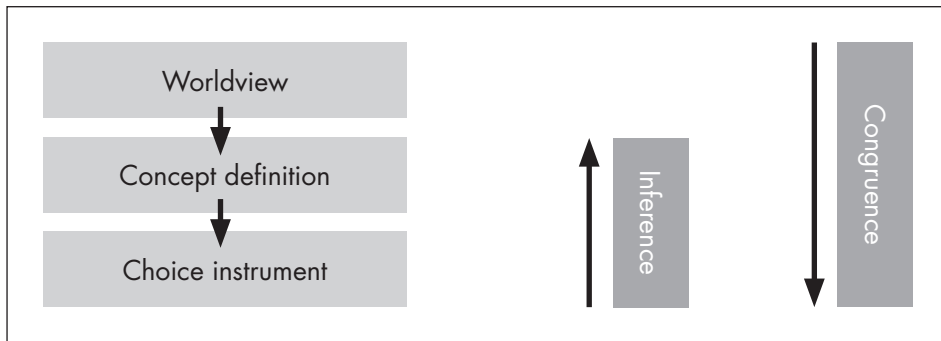 Worldview
Concept definition
Choice instrument
Inference
Congruence